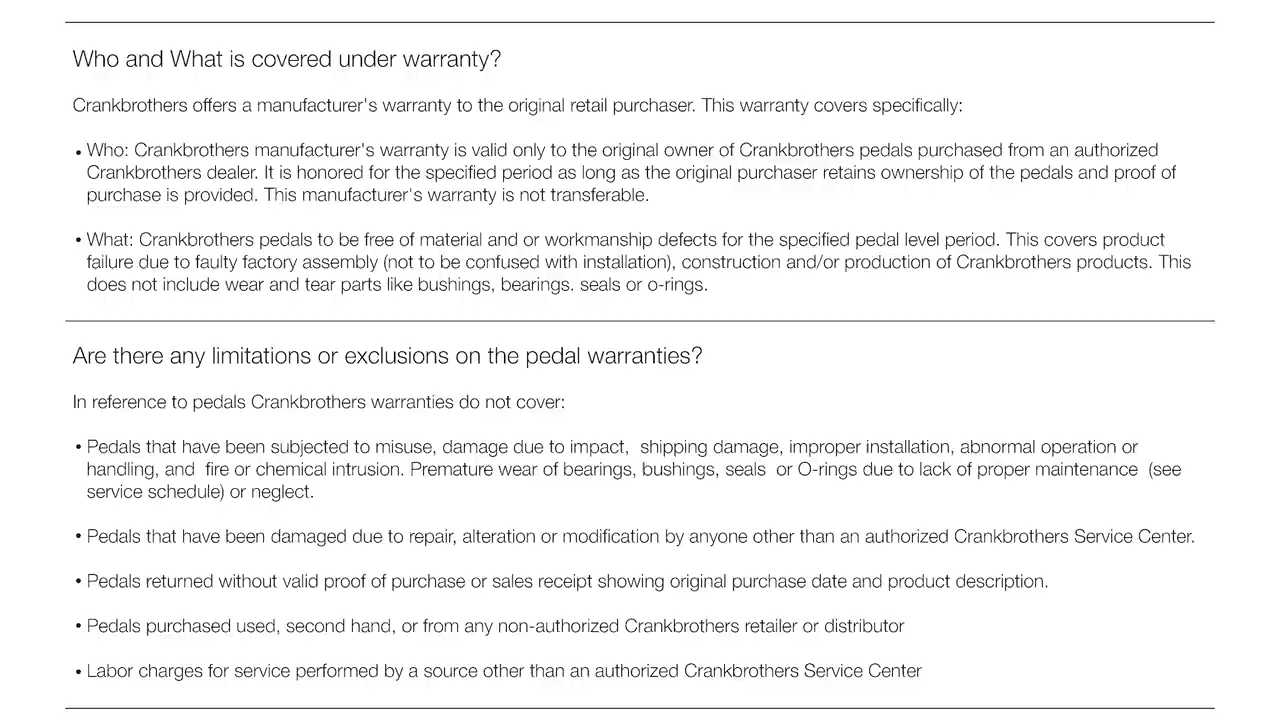 Who and What is covered under warranty?
Crankbrothers offers a manufacturer's warranty to the original retail purchaser. This warranty covers specifically:
• Who: Crankbrothers manufacturer's warranty is valid only to the original owner of Crankbrothers pedals purchased from an authorized
Crankbrothers dealer. It is honored for the specified period as long as the original purchaser retains ownership of the pedals and proof of
purchase is provided. This manufacturer's warranty is not transferable.
• What: Crankbrothers pedals to be free of material and or workmanship defects for the specified pedal level period. This covers product
failure due to faulty factory assembly (not to be confused with installation), construction and/or production of Crankbrothers products. This
does not include wear and tear parts like bushings, bearings. seals or o-rings.
Are there any limitations or exclusions on the pedal warranties?
In reference to pedals Crankbrothers warranties do not cover:
• Pedals that have been subjected to misuse, damage due to impact,  shipping damage, improper installation, abnormal operation or
handling, and  fire or chemical intrusion. Premature wear of bearings, bushings, seals  or O-rings due to lack of proper maintenance  (see
service schedule) or neglect.
• Pedals that have been damaged due to repair, alteration or modification by anyone other than an authorized Crankbrothers Service Center.
• Pedals returned without valid proof of purchase or sales receipt showing original purchase date and product description.
• Pedals purchased used, second hand, or from any non-authorized Crankbrothers retailer or distributor
• Labor charges for service performed by a source other than an authorized Crankbrothers Service Center